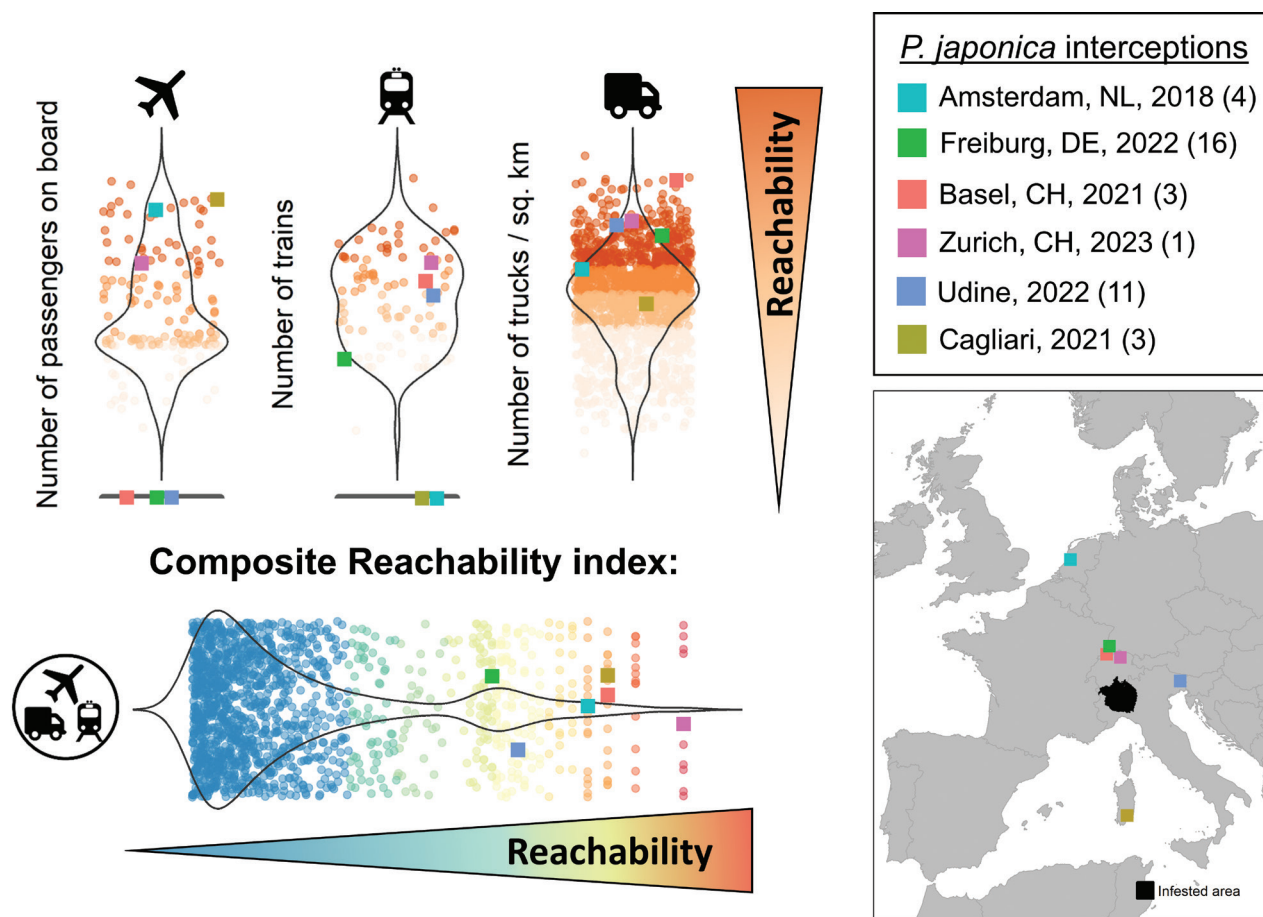 Number of passengers on board
Number of trains
Number of trucks / sq. km
Reachability
P. japonica interceptions
Amsterdam, NL, 2018 (4)
Freiburg, DE, 2022 (16)
Basel, CH, 2021 (3)
Zurich, CH, 2023 (1)
Udine, 2022 (11)
Cagliari, 2021 (3)
Composite Reachability index:
Reachability
Infested area